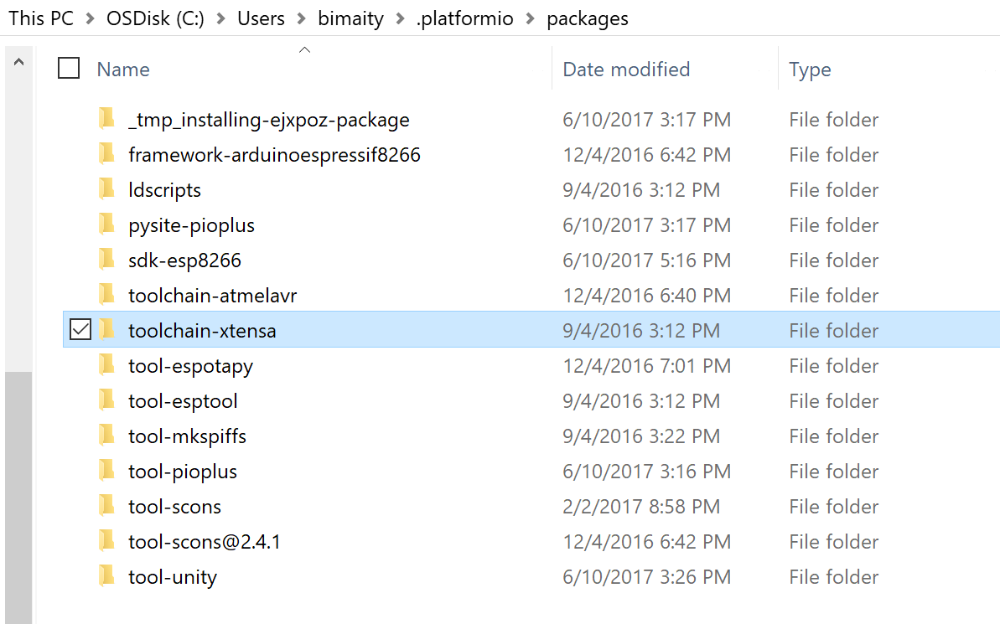 This PC > OSDisk (C:) > Users > bimaity > .platformio > packages
Name Date modified Type
_tmp_installing-ejxpoz-package 6/10/2017 3:17 PM File folder
framework-arduinoespressif8266 12/4/2016 6:42 PM File folder
ldscripts 9/4/2016 3:12 PM File folder
pysite-pioplus 6/10/2017 3:17 PM File folder
sdk-esp8266 6/10/2017 5:16 PM File folder
toolchain-atmelavr 12/4/2016 6:40 PM File folder
toolchain-xtensa 9/4/2016 3:12 PM File folder
tool-espotapy 12/4/2016 7:01 PM File folder
tool-esptool 9/4/2016 3:12 PM File folder
tool-mkspiffs 9/4/2016 3:22 PM File folder
tool-pioplus 6/10/2017 3:16 PM File folder
tool-scons 2/2/2017 8:58 PM File folder
tool-scons@2.4.1 12/4/2016 6:42 PM File folder
tool-unity 6/10/2017 3:26 PM File folder